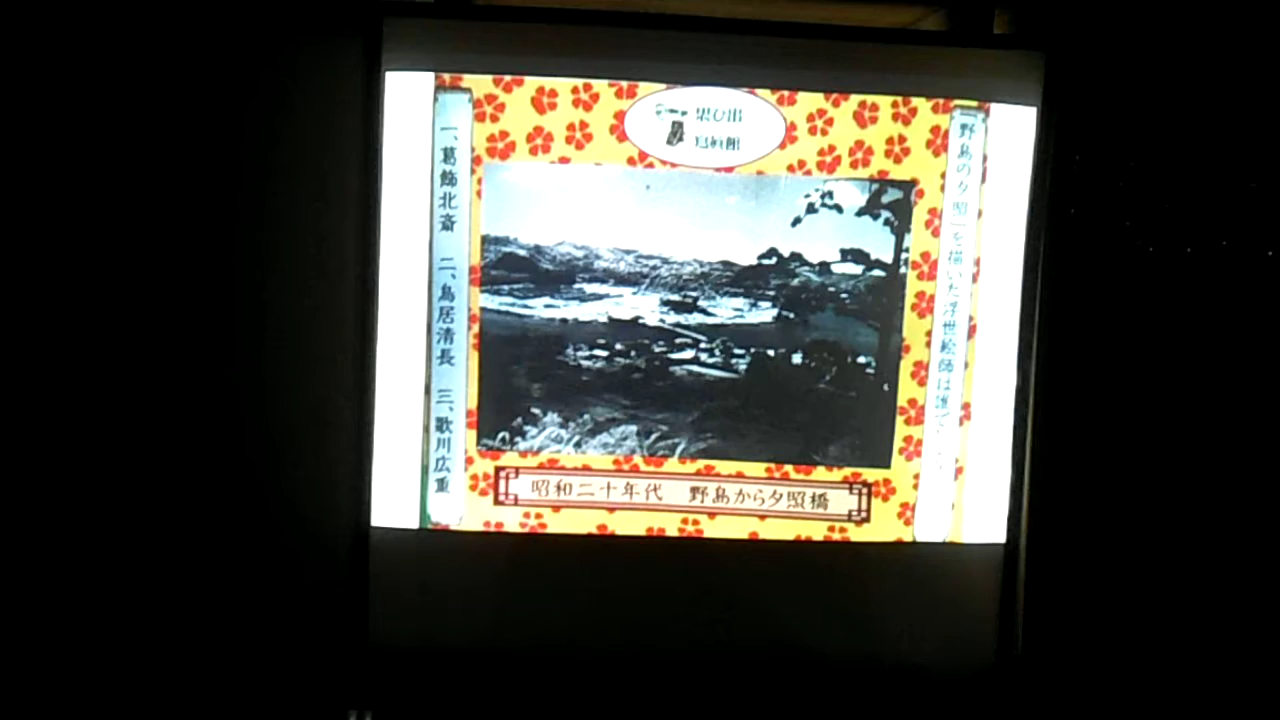 思ひ出
写眞館
「野島の夕照」を描いた浮世絵師は誰で
一、葛飾北斎 二、鳥居清長 三、歌川広重
昭和二十年代 野島から夕照橋